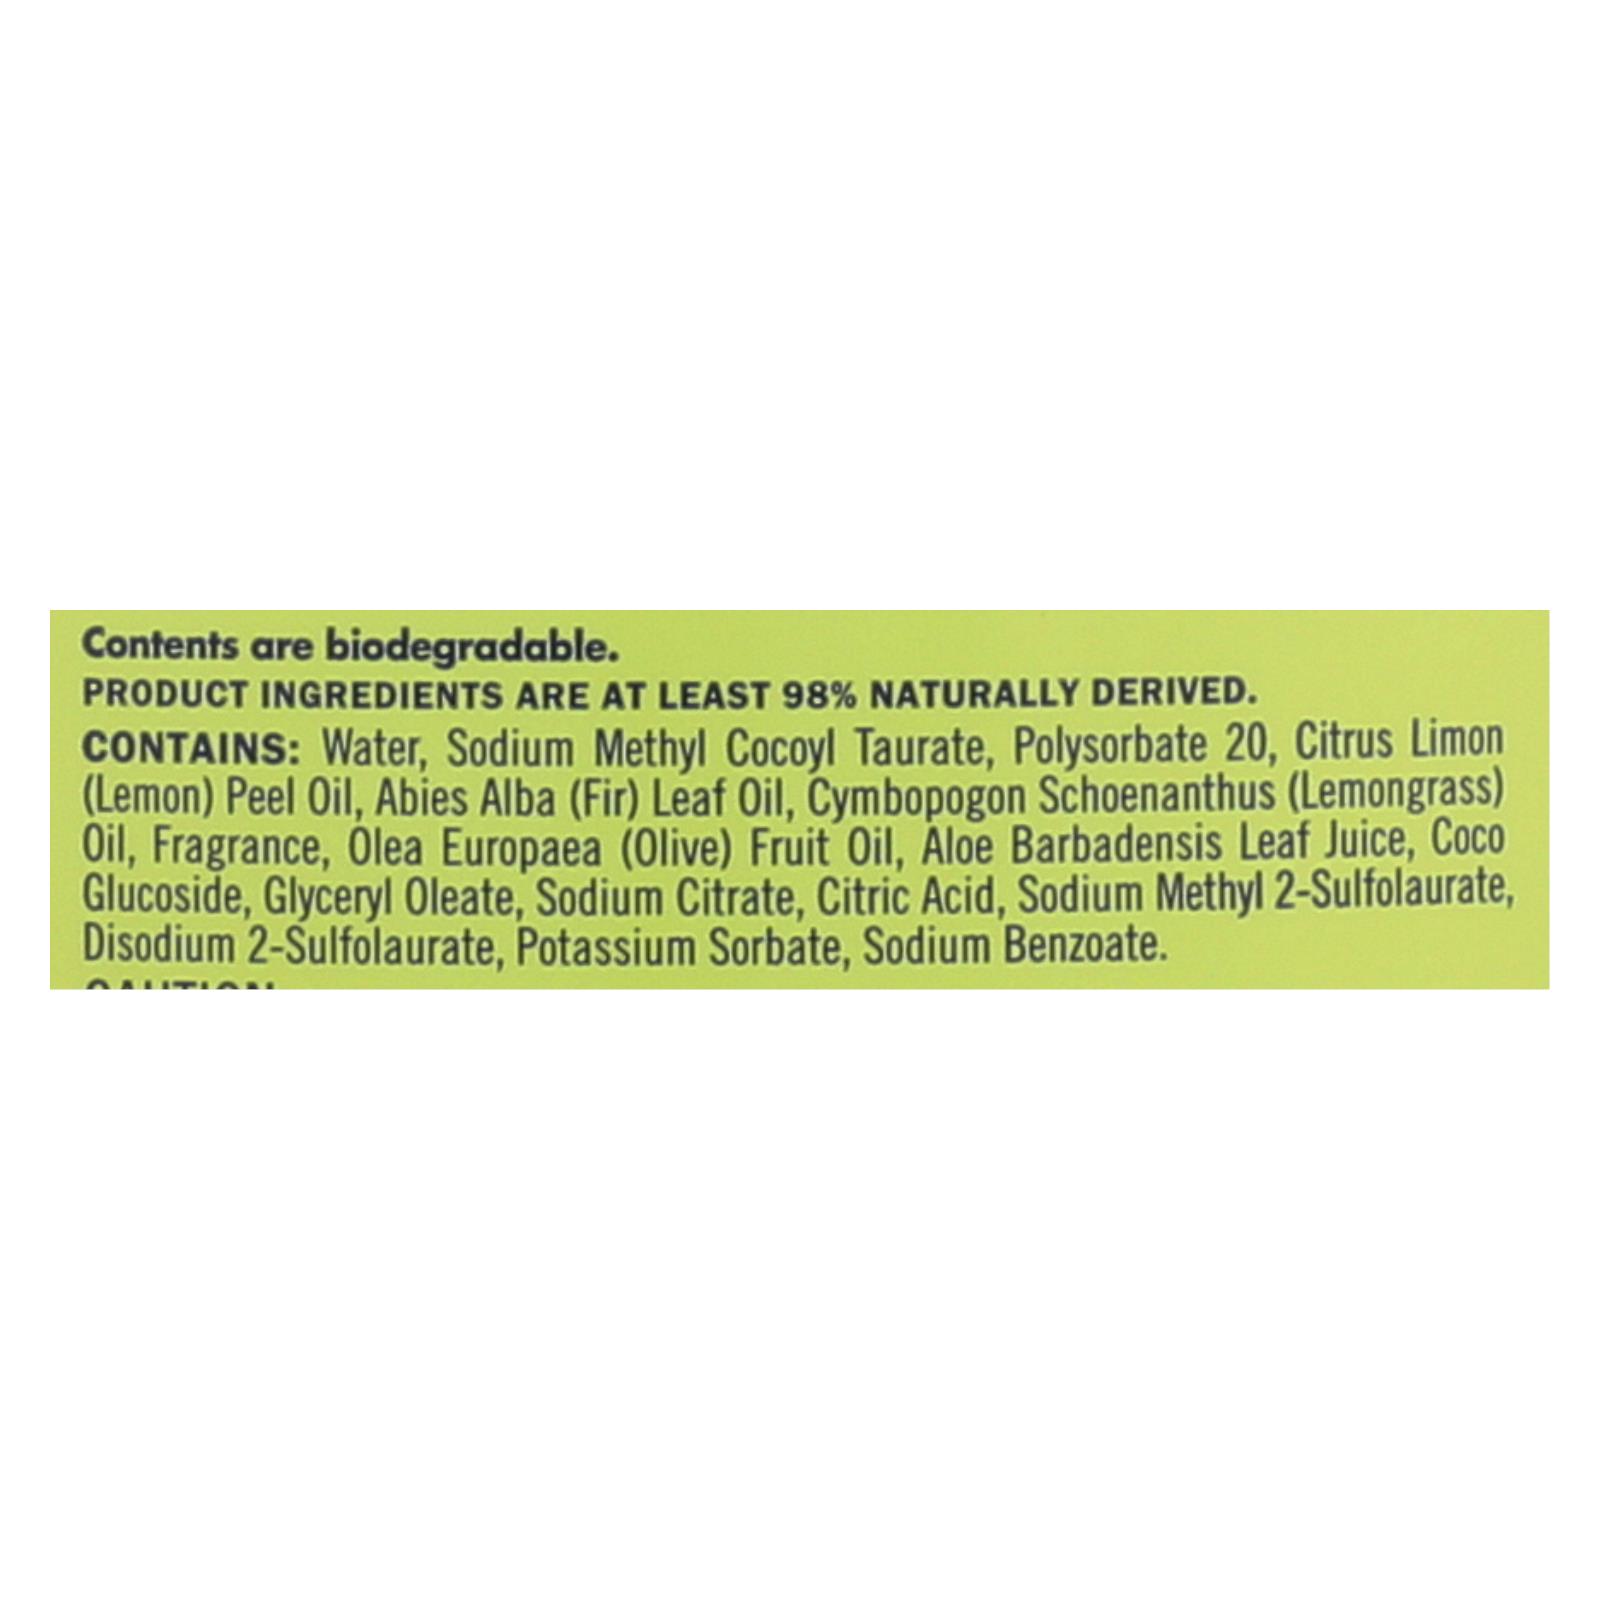 Contents are biodegradable.
PRODUCT INGREDIENTS ARE AT LEAST 98% NATURALLY DERIVED.
CONTAINS: Water, Sodium Methyl Cocoyl Taurate, Polysorbate 20, Citrus Limon
(Lemon) Peel Oil, Abies Alba (Fir) Leaf Oil, Cymbopogon Schoenanthus (Lemongrass)
Oil, Fragrance, Olea Europaea (Olive) Fruit Oil, Aloe Barbadensis Leaf Juice, Coco
Glucoside, Glyceryl Oleate, Sodium Citrate, Citric Acid, Sodium Methyl 2-Sulfolaurate,
Disodium 2-Sulfolaurate, Potassium Sorbate, Sodium Benzoate.
CAUTION